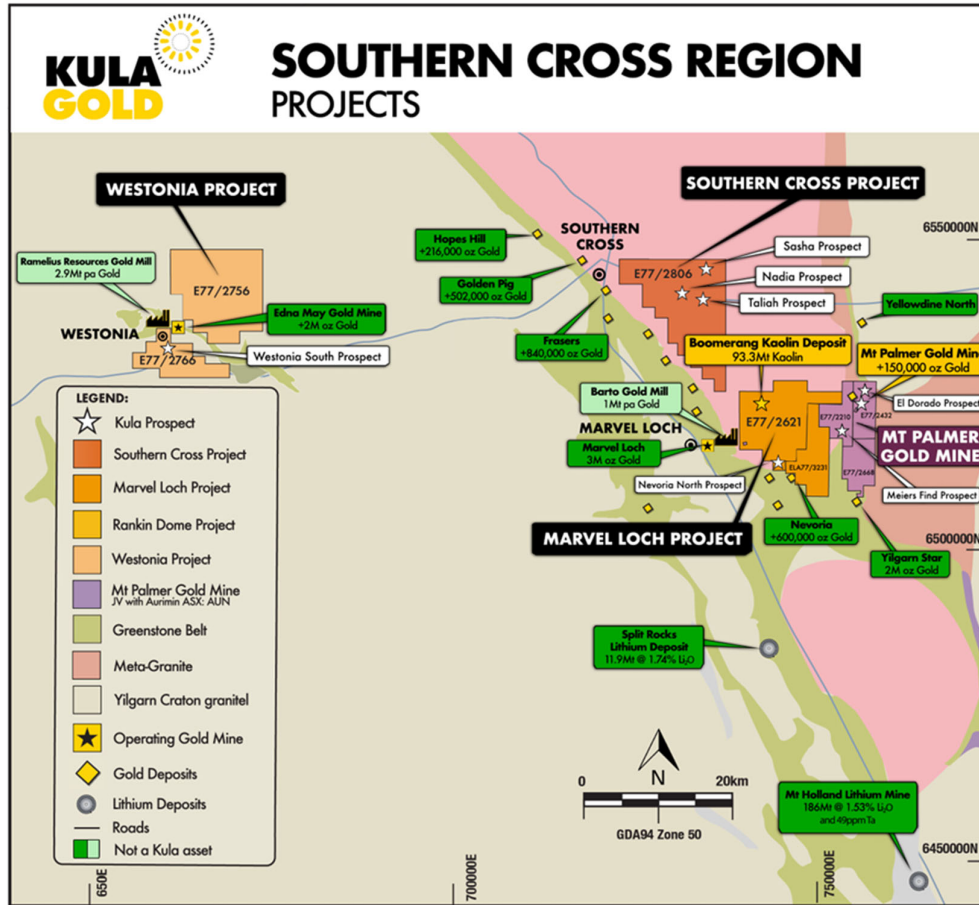 KULA
GOLD
SOUTHERN CROSS REGION
PROJECTS
WESTONIA PROJECT
SOUTHERN CROSS PROJECT
Hopes Hill
+216,000 oz Gold
SOUTHERN
CROSS
6550000N
Sasha Prospect
Ramelius Resources Gold Mill
2.9Mt pa Gold
E77/2756
Golden Pig
+502,000 oz Gold
E77/2806
Nadia Prospect
Taliah Prospect
Yellowdine North
Edna May Gold Mine
+2M oz Gold
WESTONIA
Frasers
+840,000 oz Gold
Boomerang Kaolin Deposit
93.3Mt Kaolin
Mt Palmer Gold Min
+150,000 oz Gold
E77/2766
Westonia South Prospect
Barto Gold Mill
1Mt pa Gold
El Dorado Prospect
E77/2621
E77/2210
E77/2432
MARVEL LOCH
MT PALMER
GOLD MINE
Marvel Loch
3M oz Gold
Nevoria North Prospect
ELA77/3231
E77/2668
Meiers Find Prospect
MARVEL LOCH PROJECT
Nevoria
+600,000 oz Gold
6500000N
Yilgarn Star
2M oz Gold
LEGEND:
Kula Prospect
Southern Cross Project
Marvel Loch Project
Rankin Dome Project
Westonia Project
Mt Palmer Gold Mine
JV with Aurimin ASX: AUN
Greenstone Belt
Meta-Granite
Yilgarn Craton granitel
Operating Gold Mine
Gold Deposits
Lithium Deposits
Roads
Not a Kula asset
Split Rocks
Lithium Deposit
11.9Mt @ 1.74% Li₂O
0
N
20km
GDA94 Zone 50
Mt Holland Lithium Mine
186Mt @ 1.53% Li₂O
and 49ppm Ta
6450000N
650E
700000E
750000E